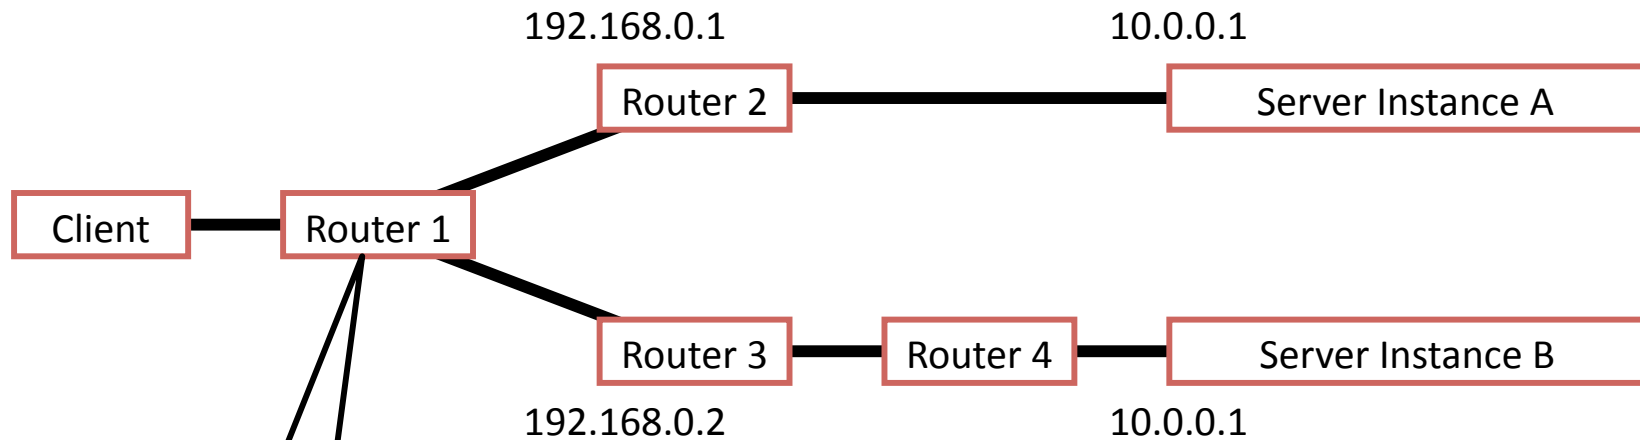 192.168.0.1 10.0.0.1
Router 2 Server Instance A
Client Router 1
Router 3 Router 4 Server Instance B
192.168.0.2 10.0.0.1